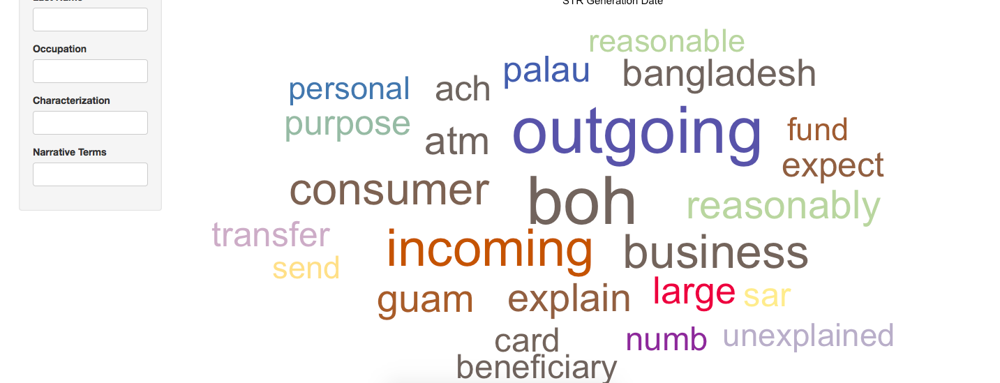 Last Name
Occupation
Characterization
Narrative Terms
STR Generation Date
reasonable
palau bangladesh
personal ach
purpose atm outgoing fund
expect
consumer boh reasonably
transfer incoming business
send
guam explain large sar
card numb unexplained
beneficiary